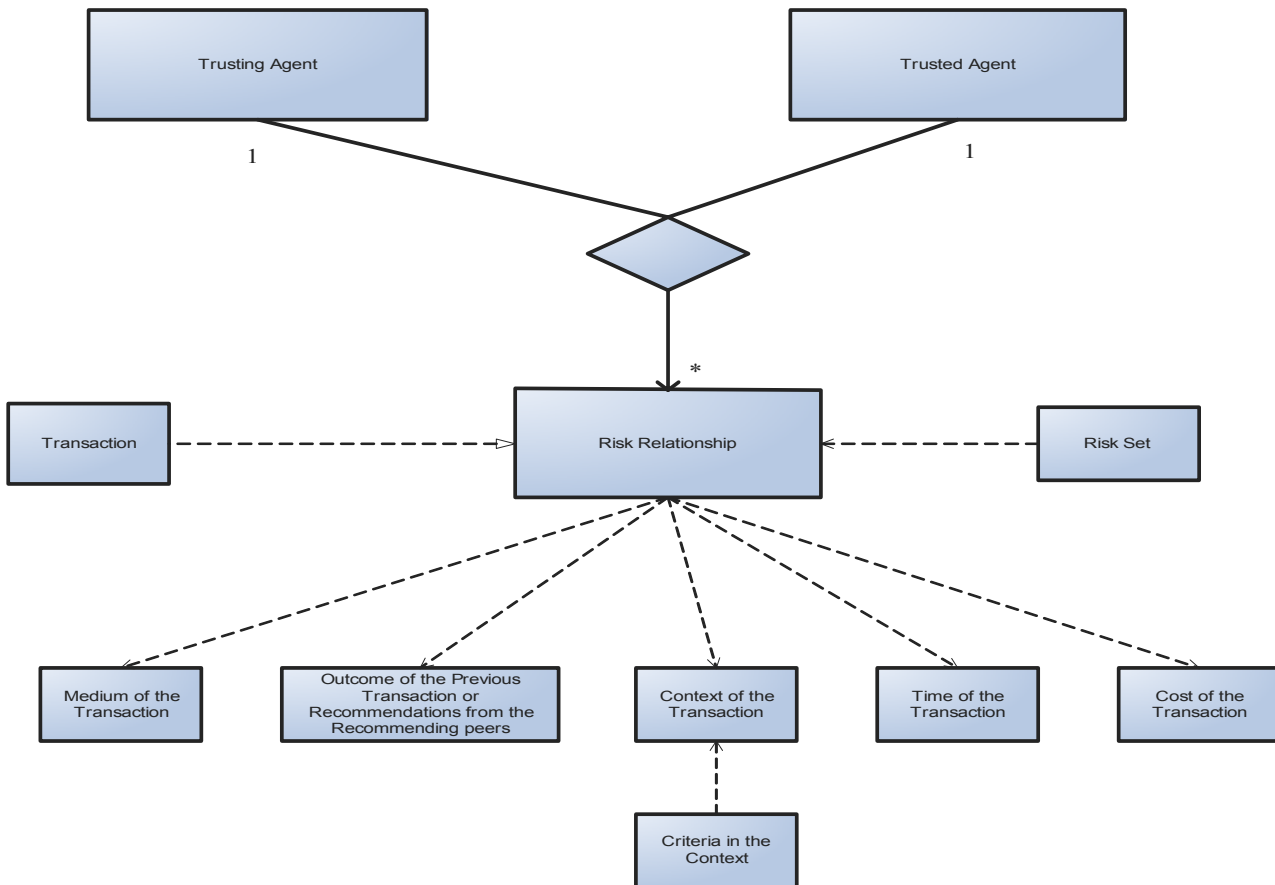 Trusting Agent
Trusted Agent
1
1
*
Transaction
Risk Relationship
Risk Set
Medium of the
Transaction
Outcome of the Previous
Transaction or
Recommendations from the
Recommending peers
Context of the
Transaction
Time of the
Transaction
Cost of the
Transaction
Criteria in the
Context